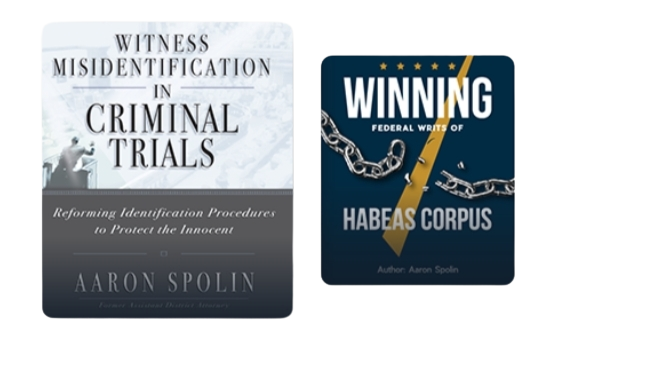 WITNESS
MISIDENTIFICATION
IN
CRIMINAL
TRIALS
Reforming Identification Procedures
to Protect the Innocent
AARON SPOLIN
Former Assistant District Attorney
WINNING
FEDERAL WRITS OF
HABEAS CORPUS
Author: Aaron Spolin